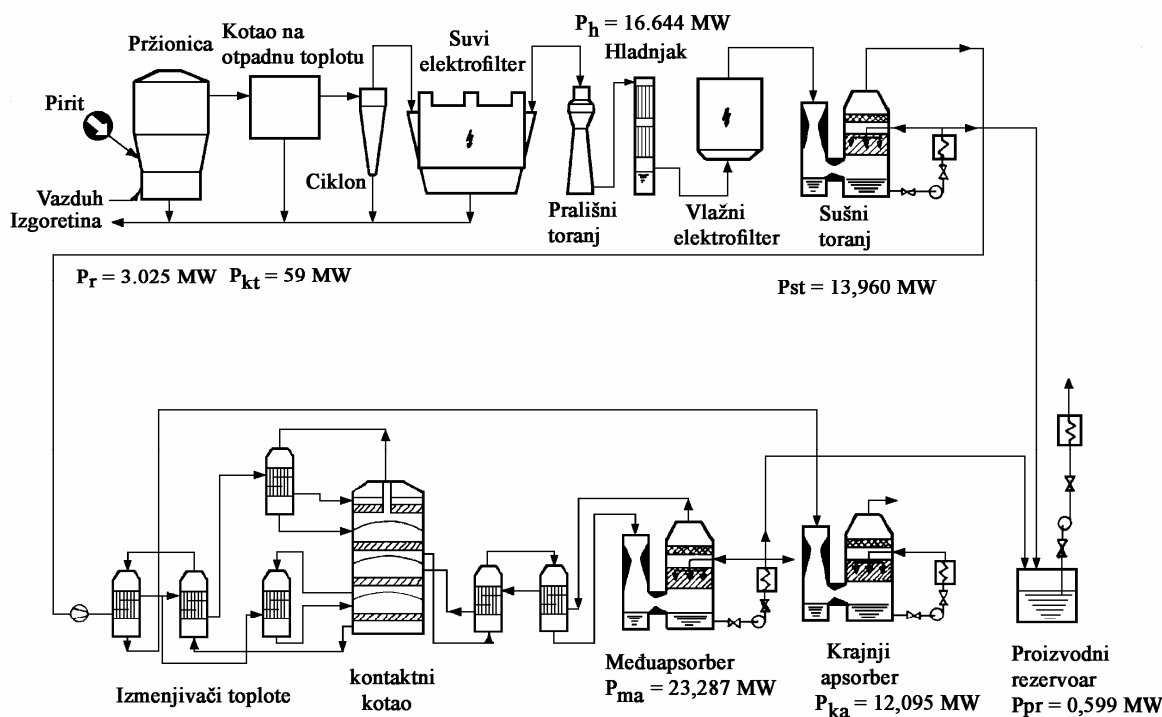 P_h = 16.644 MW
Hladnjak
Kotao na
otpadnu toplotu
Suvi
elektrofilter
Pržionica
Pirit
Ciklon
Vazduh
Izgoretina
Prališni
toranj
Vlažni
elektrofilter
Sušni
toranj
P_r = 3.025 MW
P_kt = 59 MW
Pst = 13,960 MW
Izmenjivači toplote
kontaktni
kotao
Međuapsorber
P_ma = 23,287 MW
Krajnji
apsorber
P_ka = 12,095 MW
Proizvodni
rezervoar
Ppr = 0,599 MW